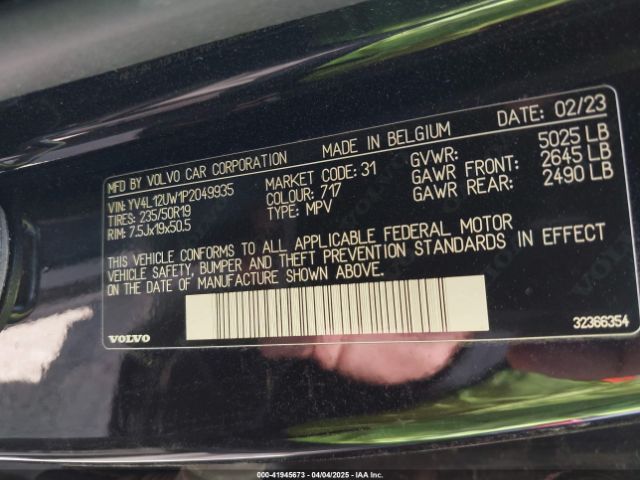 MFD BY VOLVO CAR CORPORATION MADE IN BELGIUM DATE: 02/23
VIN: YV4L12UW1P2049935 MARKET CODE: 31 GVWR: 5025 LB
TIRES: 235/50R19 COLOUR: 717 GAWR FRONT: 2645 LB
RIM: 7.5Jx19x50.5 TYPE: MPV GAWR REAR: 2490 LB
THIS VEHICLE CONFORMS TO ALL APPLICABLE FEDERAL MOTOR
VEHICLE SAFETY, BUMPER AND THEFT PREVENTION STANDARDS IN EFFECT
ON THE DATE OF MANUFACTURE SHOWN ABOVE.
VOLVO 32366354
000-41945673 - 04/04/2025 - IAA Inc.